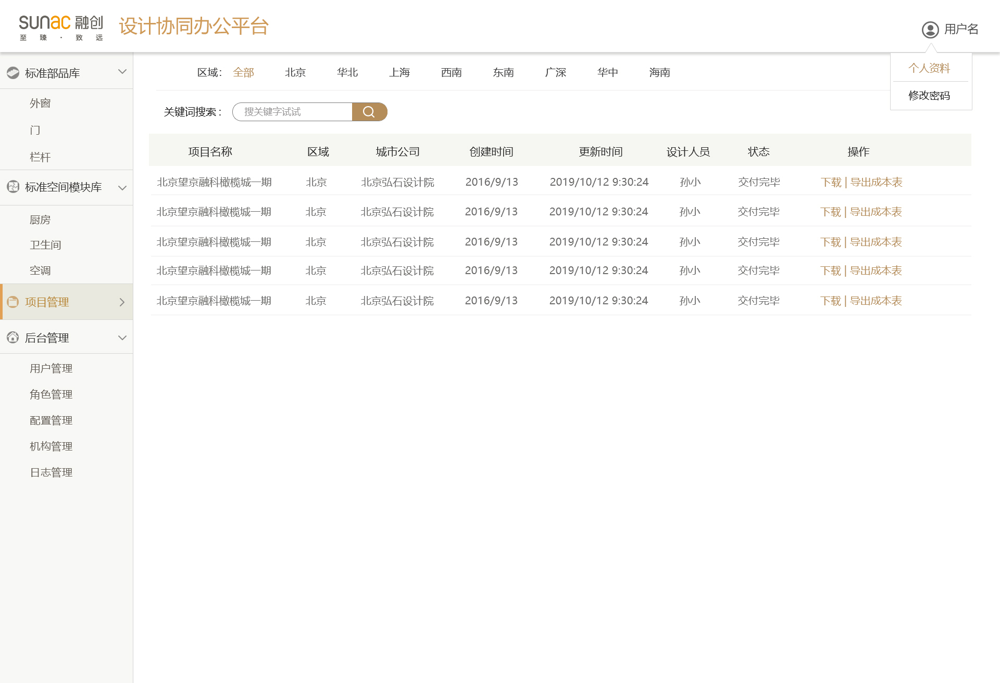 sunac 融创
至 臻 · 致 远
设计协同办公平台
用户名
个人资料
修改密码
标准部品库
外窗
门
栏杆
标准空间模块库
厨房
卫生间
空调
项目管理
后台管理
用户管理
角色管理
配置管理
机构管理
日志管理
区域： 全部 北京 华北 上海 西南 东南 广深 华中 海南
关键词搜索： 搜关键字试试
项目名称 区域 城市公司 创建时间 更新时间 设计人员 状态 操作
北京望京融科橄榄城一期 北京 北京弘石设计院 2016/9/13 2019/10/12 9:30:24 孙小 交付完毕 下载 | 导出成本表
北京望京融科橄榄城一期 北京 北京弘石设计院 2016/9/13 2019/10/12 9:30:24 孙小 交付完毕 下载 | 导出成本表
北京望京融科橄榄城一期 北京 北京弘石设计院 2016/9/13 2019/10/12 9:30:24 孙小 交付完毕 下载 | 导出成本表
北京望京融科橄榄城一期 北京 北京弘石设计院 2016/9/13 2019/10/12 9:30:24 孙小 交付完毕 下载 | 导出成本表
北京望京融科橄榄城一期 北京 北京弘石设计院 2016/9/13 2019/10/12 9:30:24 孙小 交付完毕 下载 | 导出成本表